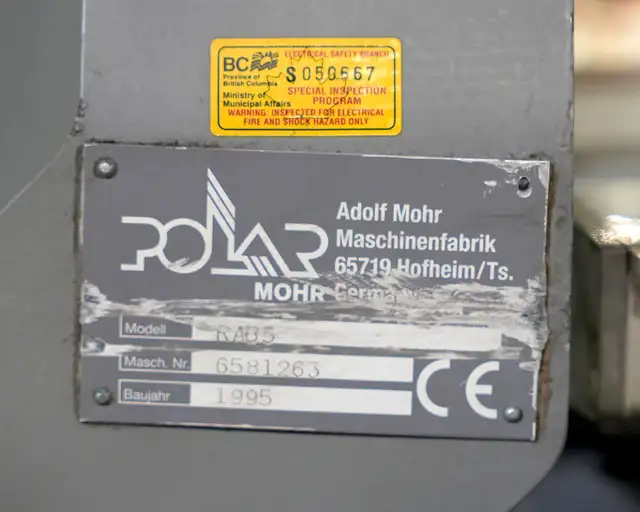 ELECTRICAL SAFETY BRANCH
BC
S 050667
Province of
British Columbia
Ministry of
Municipal Affairs
SPECIAL INSPECTION
PROGRAM
WARNING: INSPECTED FOR ELECTRICAL
FIRE AND SHOCK HAZARD ONLY
POLAR
MOHR
Adolf Mohr
Maschinenfabrik
65719 Hofheim/Ts.
Germany
Modell
Masch. Nr. 6581263
Baujahr 1995
CE